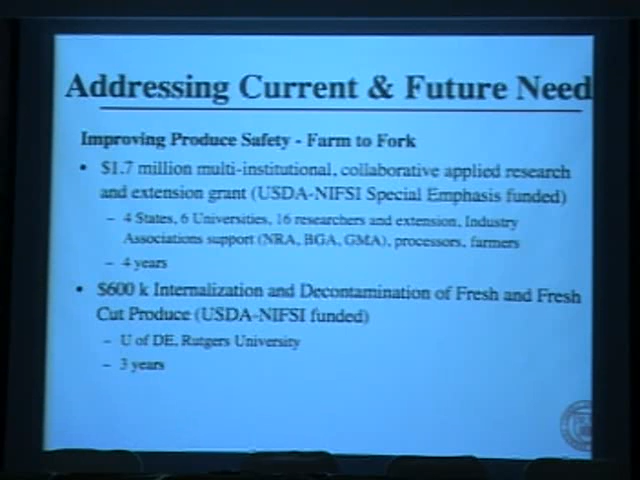 Addressing Current & Future Need
Improving Produce Safety - Farm to Fork
• $1.7 million multi-institutional, collaborative applied research
and extension grant (USDA-NIFSI Special Emphasis funded)
– 4 States, 6 Universities, 16 researchers and extension, Industry
Associations support (NRA, BGA, GMA), processors, farmers
– 4 years
• $600 k Internalization and Decontamination of Fresh and Fresh
Cut Produce (USDA-NIFSI funded)
– U of DE, Rutgers University
– 3 years